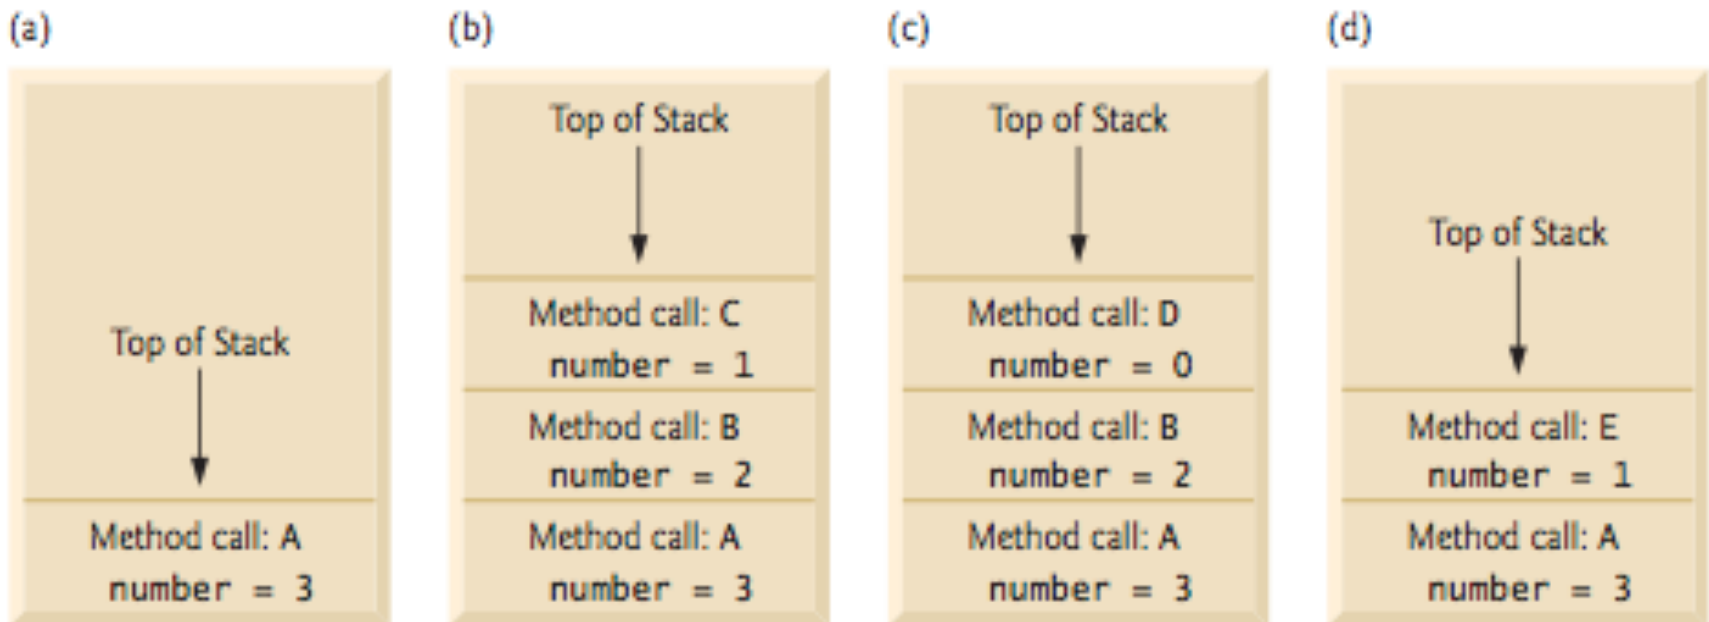 (a)
Top of Stack
Method call: A
number = 3
(b)
Top of Stack
Method call: C
number = 1
Method call: B
number = 2
Method call: A
number = 3
(c)
Top of Stack
Method call: D
number = 0
Method call: B
number = 2
Method call: A
number = 3
(d)
Top of Stack
Method call: E
number = 1
Method call: A
number = 3